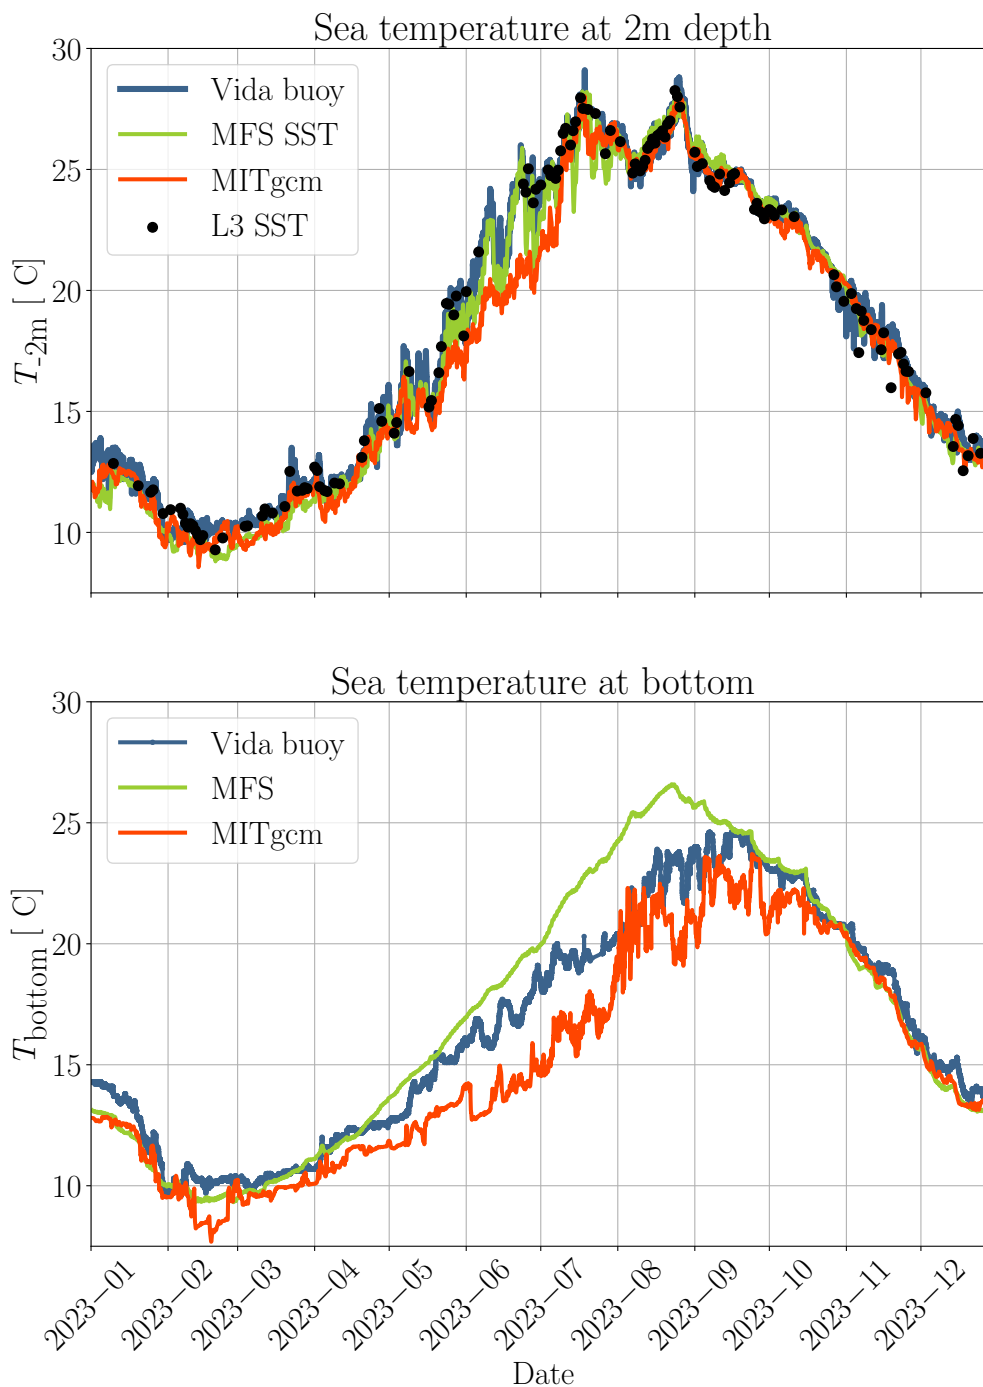 Sea temperature at 2m depth
30
25
20
15
10
T-2m [ C]
Vida buoy
MFS SST
MITgcm
L3 SST
Sea temperature at bottom
30
25
20
15
10
Tbottom [ C]
Vida buoy
MFS
MITgcm
2023−01
2023−02
2023−03
2023−04
2023−05
2023−06
2023−07
2023−08
2023−09
2023−10
2023−11
2023−12
Date